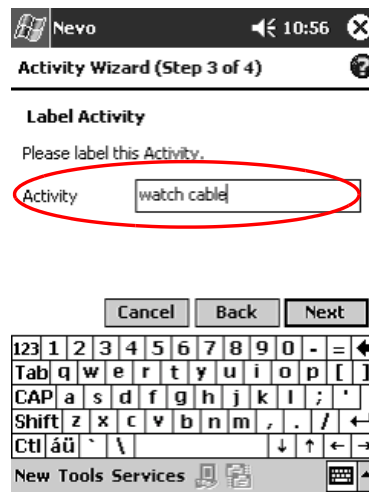 Nevo 10:56
Activity Wizard (Step 3 of 4)
Label Activity
Please label this Activity.
Activity watch cable
Cancel Back Next
123 1 2 3 4 5 6 7 8 9 0 - =
Tab q w e r t y u i o p [ ]
CAP a s d f g h j k l ; '
Shift z x c v b n m , . /
Ctl áü ` \
New Tools Services